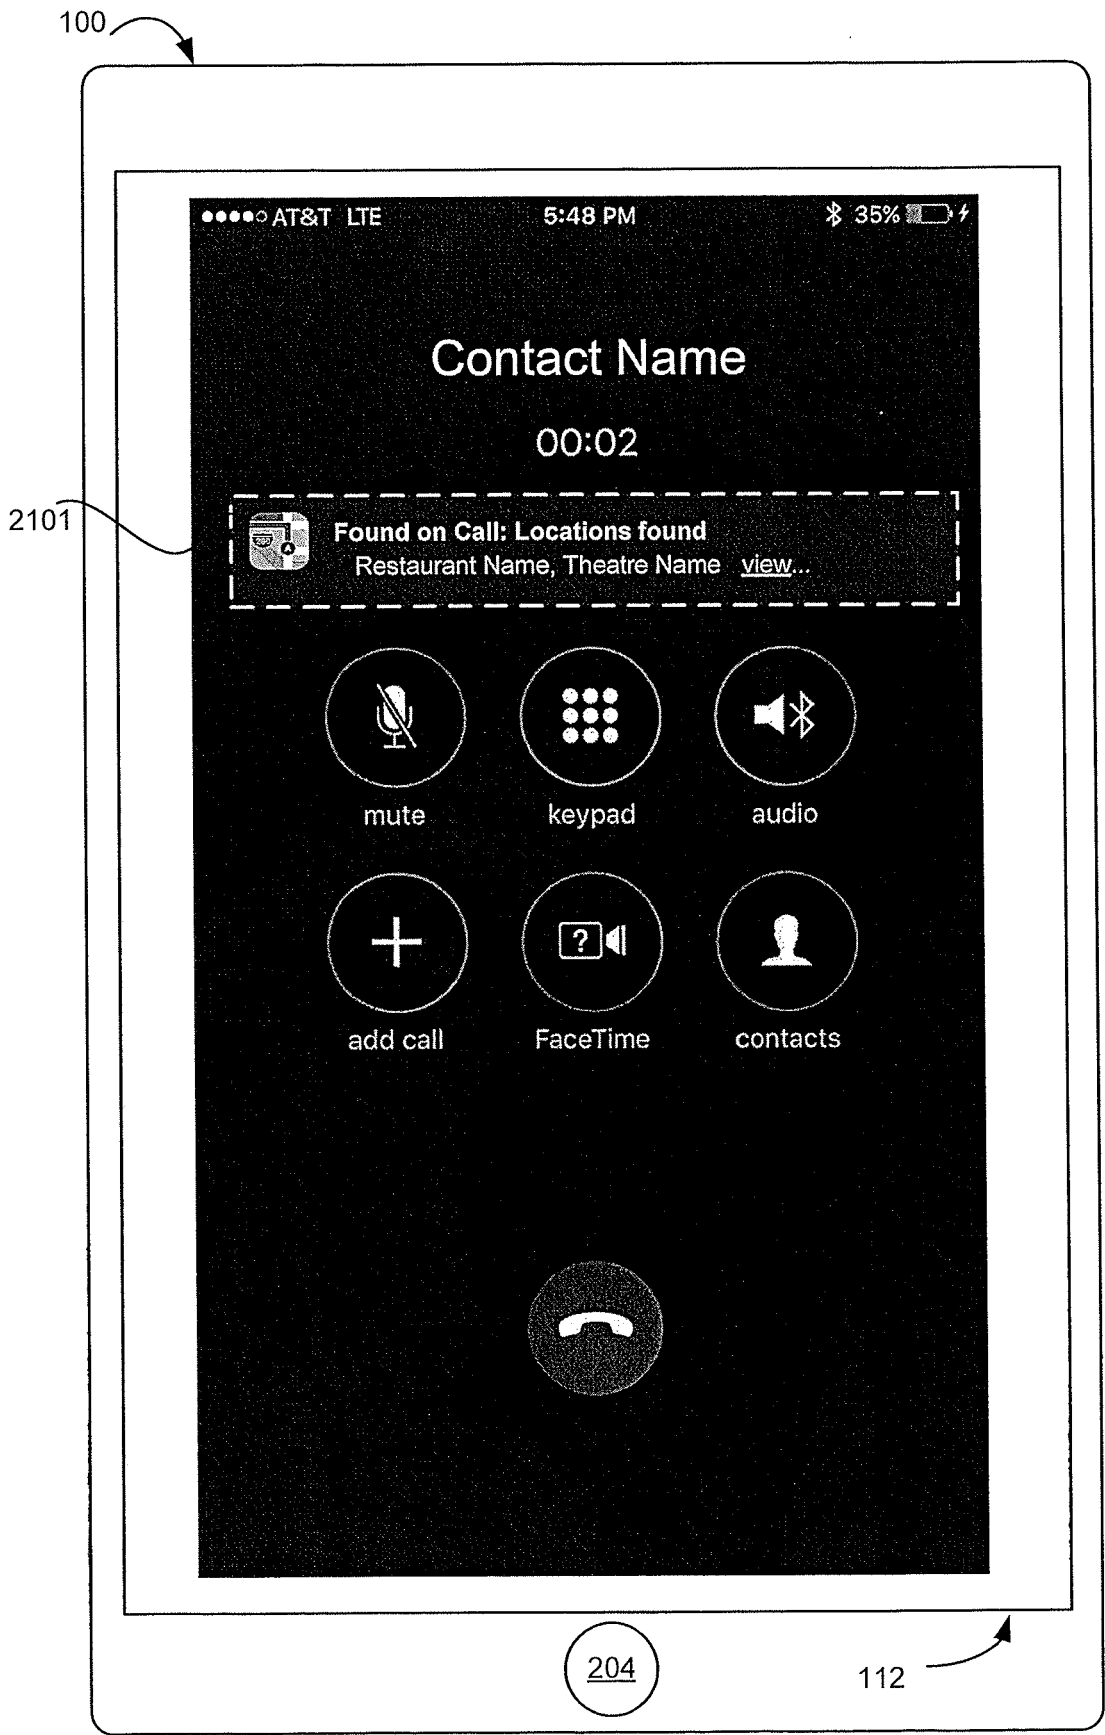 100
AT&T LTE 5:48 PM 35%
Contact Name
00:02
2101
Found on Call: Locations found
Restaurant Name, Theatre Name view...
mute keypad audio
?
add call FaceTime contacts
204
112